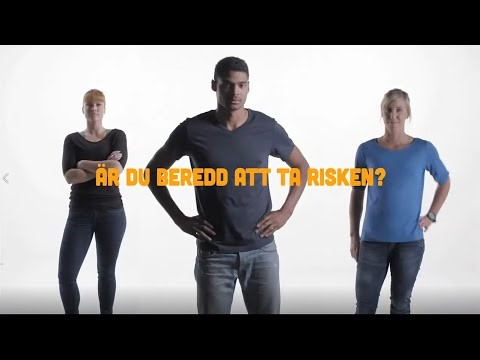 ÄR DU BEREDD ATT TA RISKEN?